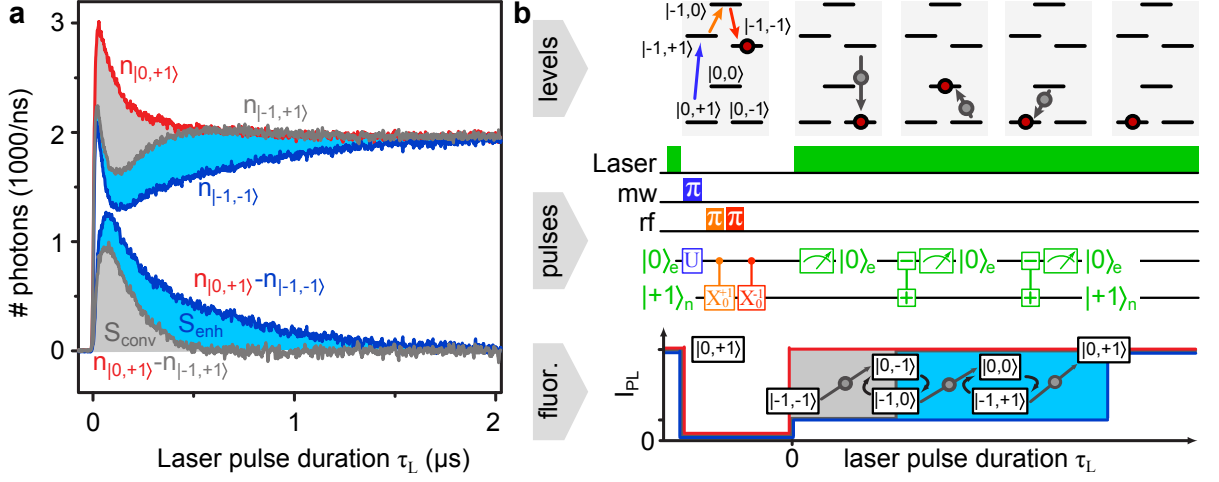 a
3
2
1
0
# photons (1000/ns)
n|0,+1⟩
n|-1,+1⟩
n|-1,-1⟩
n|0,+1⟩-n|-1,-1⟩
Sconv
Senh
n|0,+1⟩-n|-1,+1⟩
0
1
2
Laser pulse duration τL (μs)
b
levels
|-1,0⟩
|-1,-1⟩
|-1,+1⟩
|0,0⟩
|0,+1⟩
|0,-1⟩
pulses
Laser
mw
π
rf
π π
|0⟩e U |0⟩e − |0⟩e − |0⟩e
|+1⟩n X0+1 X0-1 + + |+1⟩n
fluor.
IPL
0
|0,+1⟩
|-1,-1⟩
|0,-1⟩
|-1,0⟩
|0,0⟩
|-1,+1⟩
|0,+1⟩
0
laser pulse duration τL